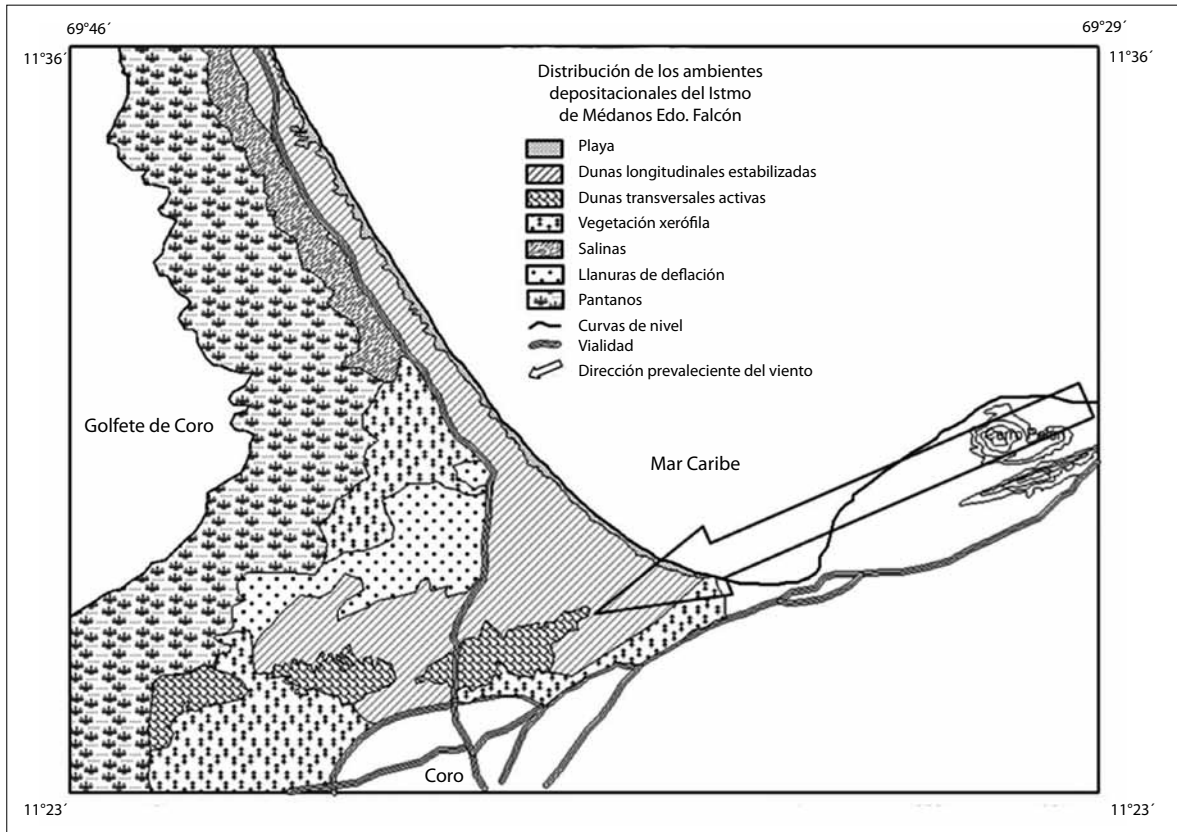 69°46´
69°29´
11°36´
11°36´
Distribución de los ambientes
depositacionales del Istmo
de Médanos Edo. Falcón
Playa
Dunas longitudinales estabilizadas
Dunas transversales activas
Vegetación xerófila
Salinas
Llanuras de deflación
Pantanos
Curvas de nivel
Vialidad
Dirección prevaleciente del viento
Golfete de Coro
Mar Caribe
Coro
11°23´
11°23´